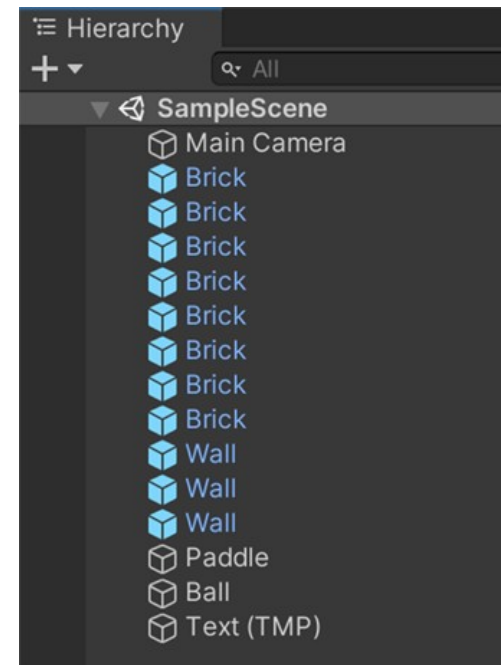 Hierarchy
All
SampleScene
Main Camera
Brick
Brick
Brick
Brick
Brick
Brick
Brick
Brick
Wall
Wall
Wall
Paddle
Ball
Text (TMP)